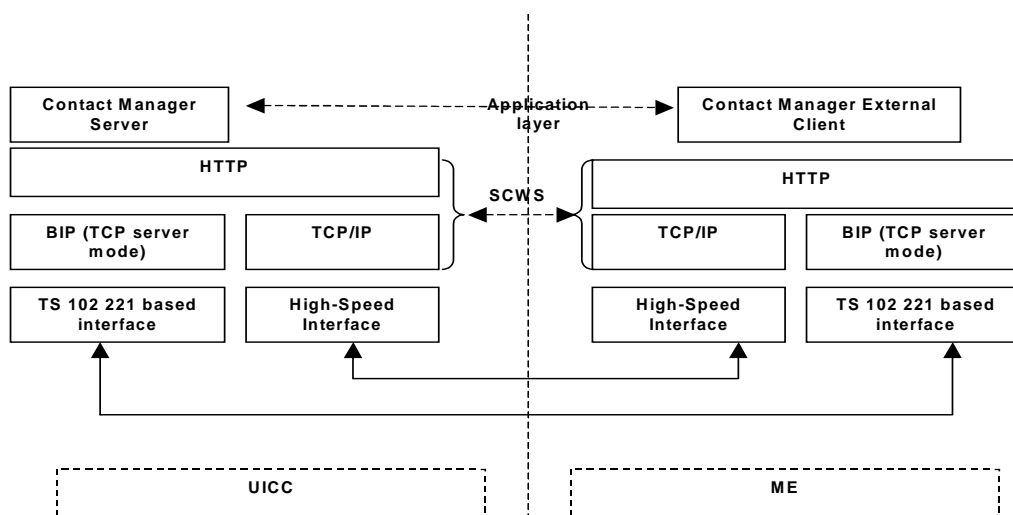 Contact Manager
Server
Application
layer
Contact Manager External
Client
HTTP
HTTP
SCWS
BIP (TCP server
mode)
TCP/IP
TCP/IP
BIP (TCP server
mode)
TS 102 221 based
interface
High-Speed
Interface
High-Speed
Interface
TS 102 221 based
interface
UICC
ME